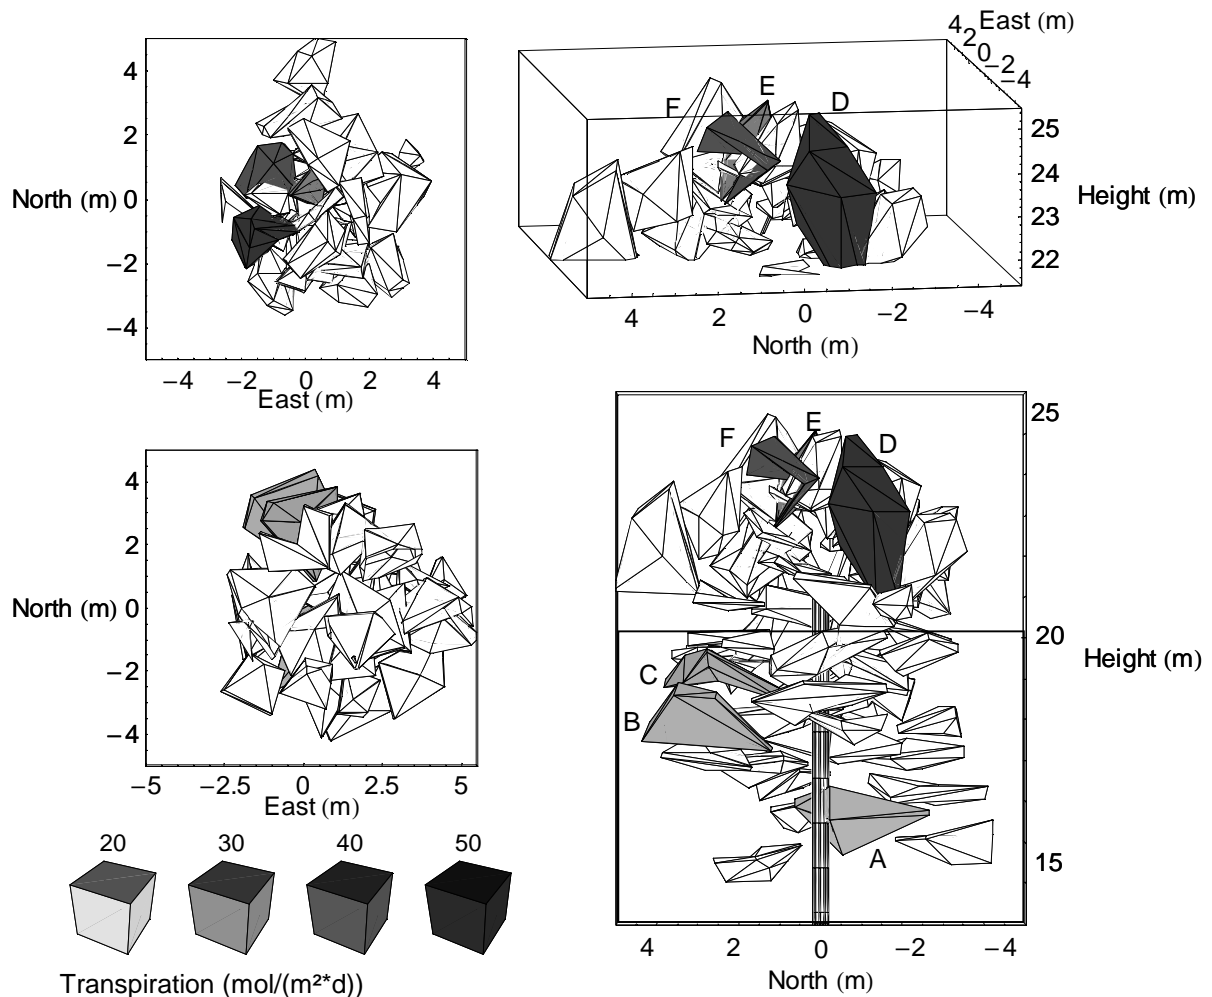 4
2
North (m) 0
−2
−4
−4 −2 0 2 4
East (m)
4 2 0 −2 −4
East (m)
F E D
25
24
Height (m)
23
22
4 2 0 −2 −4
North (m)
4
2
North (m) 0
−2
−4
−5 −2.5 0 2.5 5
East (m)
25
F E D
20
Height (m)
C
B
A
15
4 2 0 −2 −4
North (m)
20 30 40 50
Transpiration (mol/(m²*d))